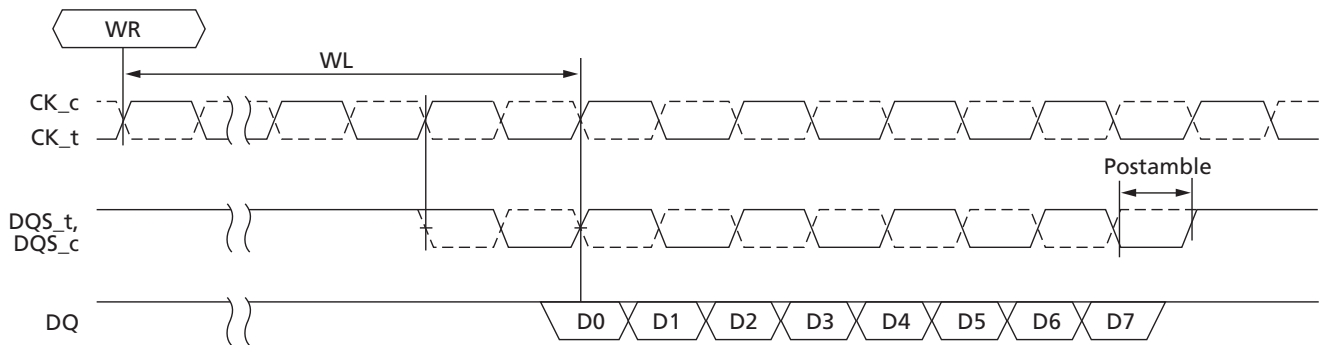 WR
WL
CK_c
CK_t
Postamble
DQS_t,
DQS_c
DQ
D0
D1
D2
D3
D4
D5
D6
D7